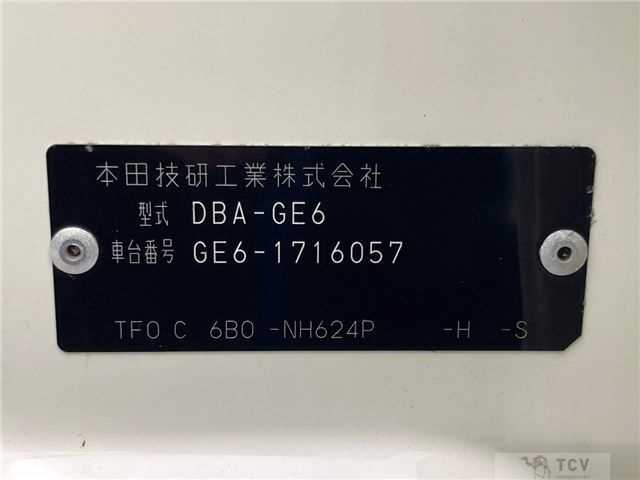 本田技研工業株式会社
型式 DBA-GE6
車台番号 GE6-1716057
TF0 C 6B0 -NH624P -H -S
TCV